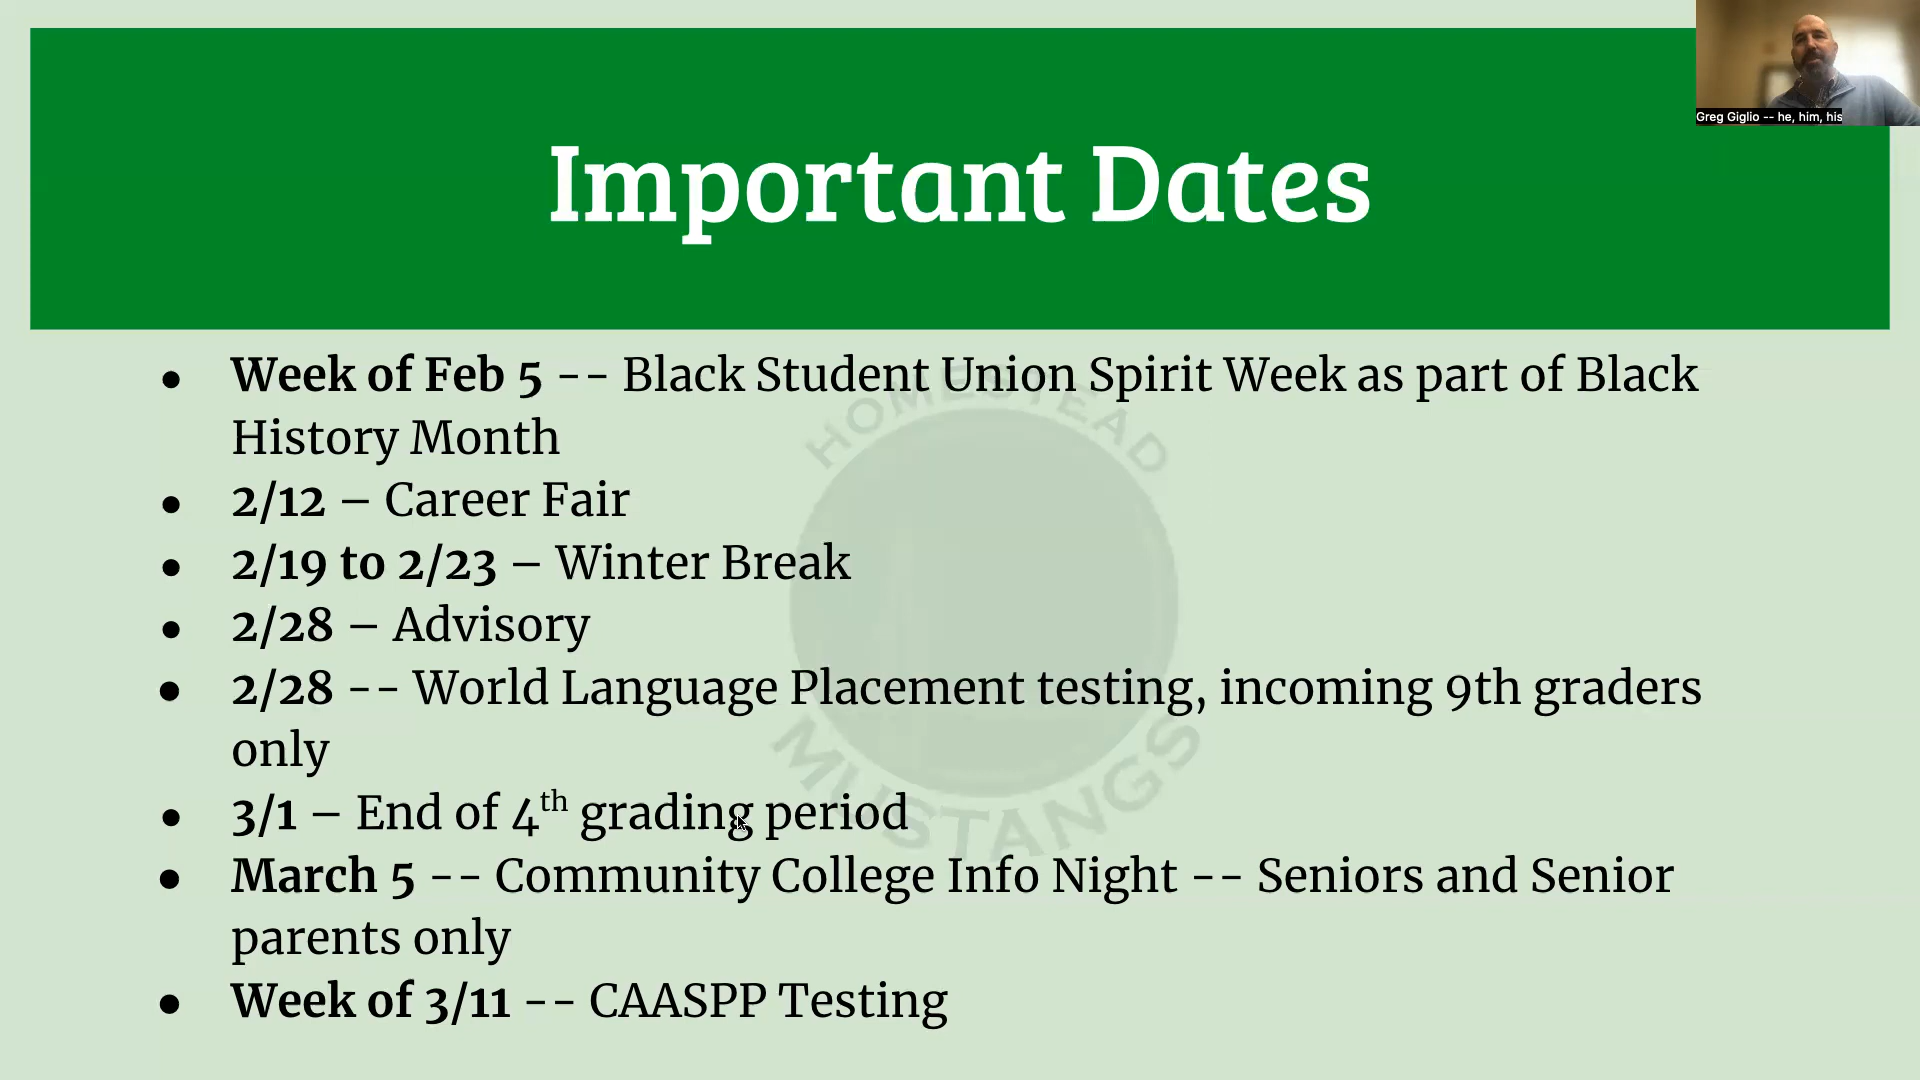 Greg Giglio -- he, him, his
Important Dates
● Week of Feb 5 -- Black Student Union Spirit Week as part of Black
History Month
● 2/12 – Career Fair
● 2/19 to 2/23 – Winter Break
● 2/28 – Advisory
● 2/28 -- World Language Placement testing, incoming 9th graders
only
● 3/1 – End of 4th grading period
● March 5 -- Community College Info Night -- Seniors and Senior
parents only
● Week of 3/11 -- CAASPP Testing
HOMESTEAD
MUSTANGS